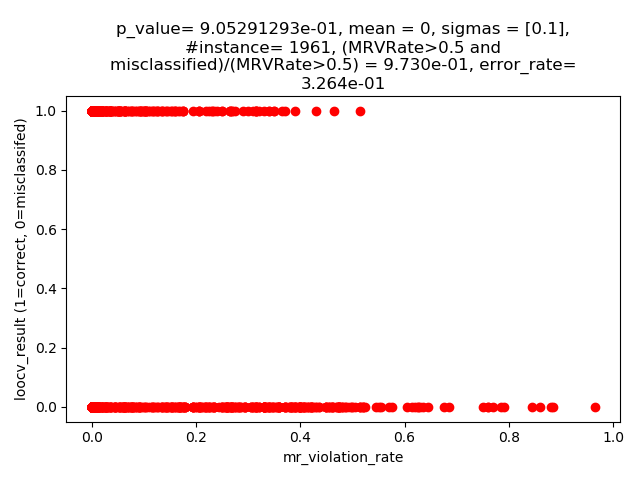 p_value= 9.05291293e-01, mean = 0, sigmas = [0.1],
#instance= 1961, (MRVRate>0.5 and
misclassified)/(MRVRate>0.5) = 9.730e-01, error_rate=
3.264e-01
1.0
0.8
0.6
0.4
0.2
0.0
loocv_result (1=correct, 0=misclassifed)
0.0 0.2 0.4 0.6 0.8 1.0
mr_violation_rate